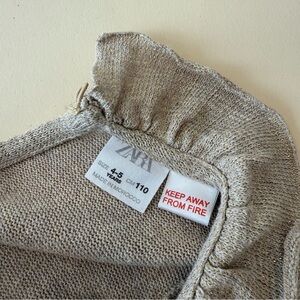 ZARA
SIZE 4-5 YEARS CM 110
MADE IN MOROCCO
KEEP AWAY
FROM FIRE